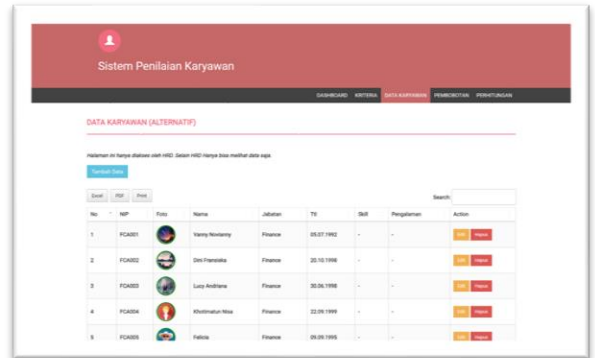 Sistem Penilaian Karyawan
DASHBOARD KRITERIA DATA KARYAWAN PEMBOBOTAN PERHITUNGAN
DATA KARYAWAN (ALTERNATIF)
Halaman ini hanya diakses oleh HRD. Selain HRD Hanya bisa melihat data saja.
Tambah Data
Excel PDF Print Search:
No NIP Foto Nama Jabatan Ttl Skill Pengalaman Action
1 FCA001 Vanny Noviianny Finance 05.07.1992 - - Edit Hapus
2 FCA002 Dini Fransiska Finance 20.10.1998 - - Edit Hapus
3 FCA003 Lucy Andriana Finance 30.06.1998 - - Edit Hapus
4 FCA004 Khotimatun Nisa Finance 22.09.1999 - - Edit Hapus
5 FCA005 Felicia Finance 09.09.1995 - - Edit Hapus